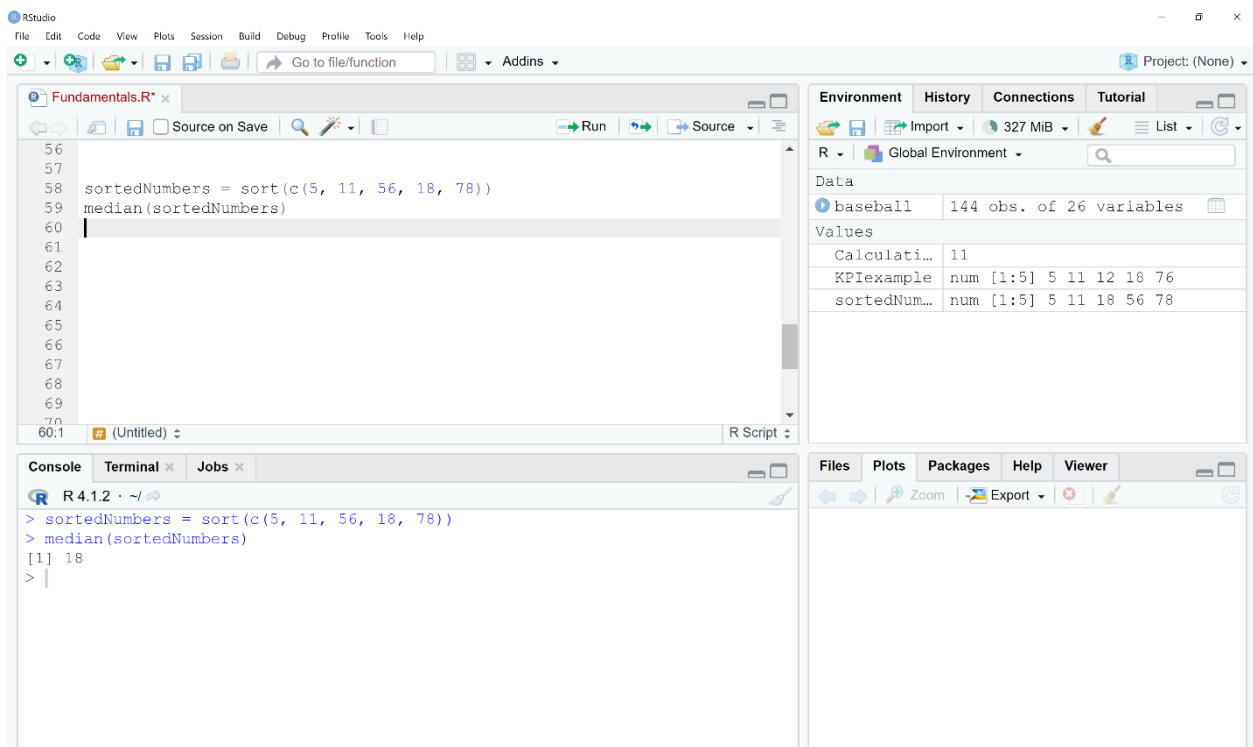 RStudio
File Edit Code View Plots Session Build Debug Profile Tools Help
Go to file/function Addins Project: (None)
Fundamentals.R*
Source on Save Run Source
56
57
58 sortedNumbers = sort(c(5, 11, 56, 18, 78))
59 median(sortedNumbers)
60
61
62
63
64
65
66
67
68
69
70
60:1 # (Untitled) R Script
Console Terminal Jobs
R R 4.1.2 · ~/
> sortedNumbers = sort(c(5, 11, 56, 18, 78))
> median(sortedNumbers)
[1] 18
>
Environment History Connections Tutorial
Import 327 MiB List
R Global Environment
Data
baseball 144 obs. of 26 variables
Values
Calculati… 11
KPIexample num [1:5] 5 11 12 18 76
sortedNum… num [1:5] 5 11 18 56 78
Files Plots Packages Help Viewer
Zoom Export